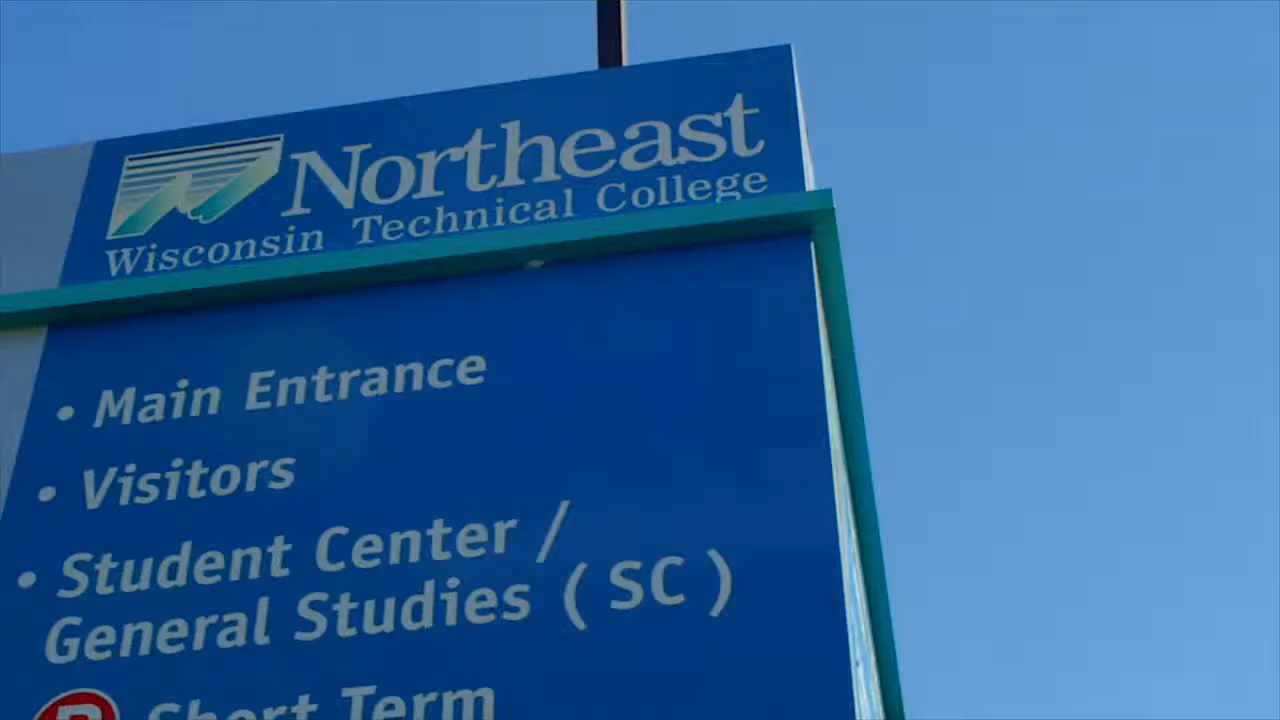 Northeast
Wisconsin Technical College
• Main Entrance
• Visitors
• Student Center /
General Studies ( SC )
P Short Term